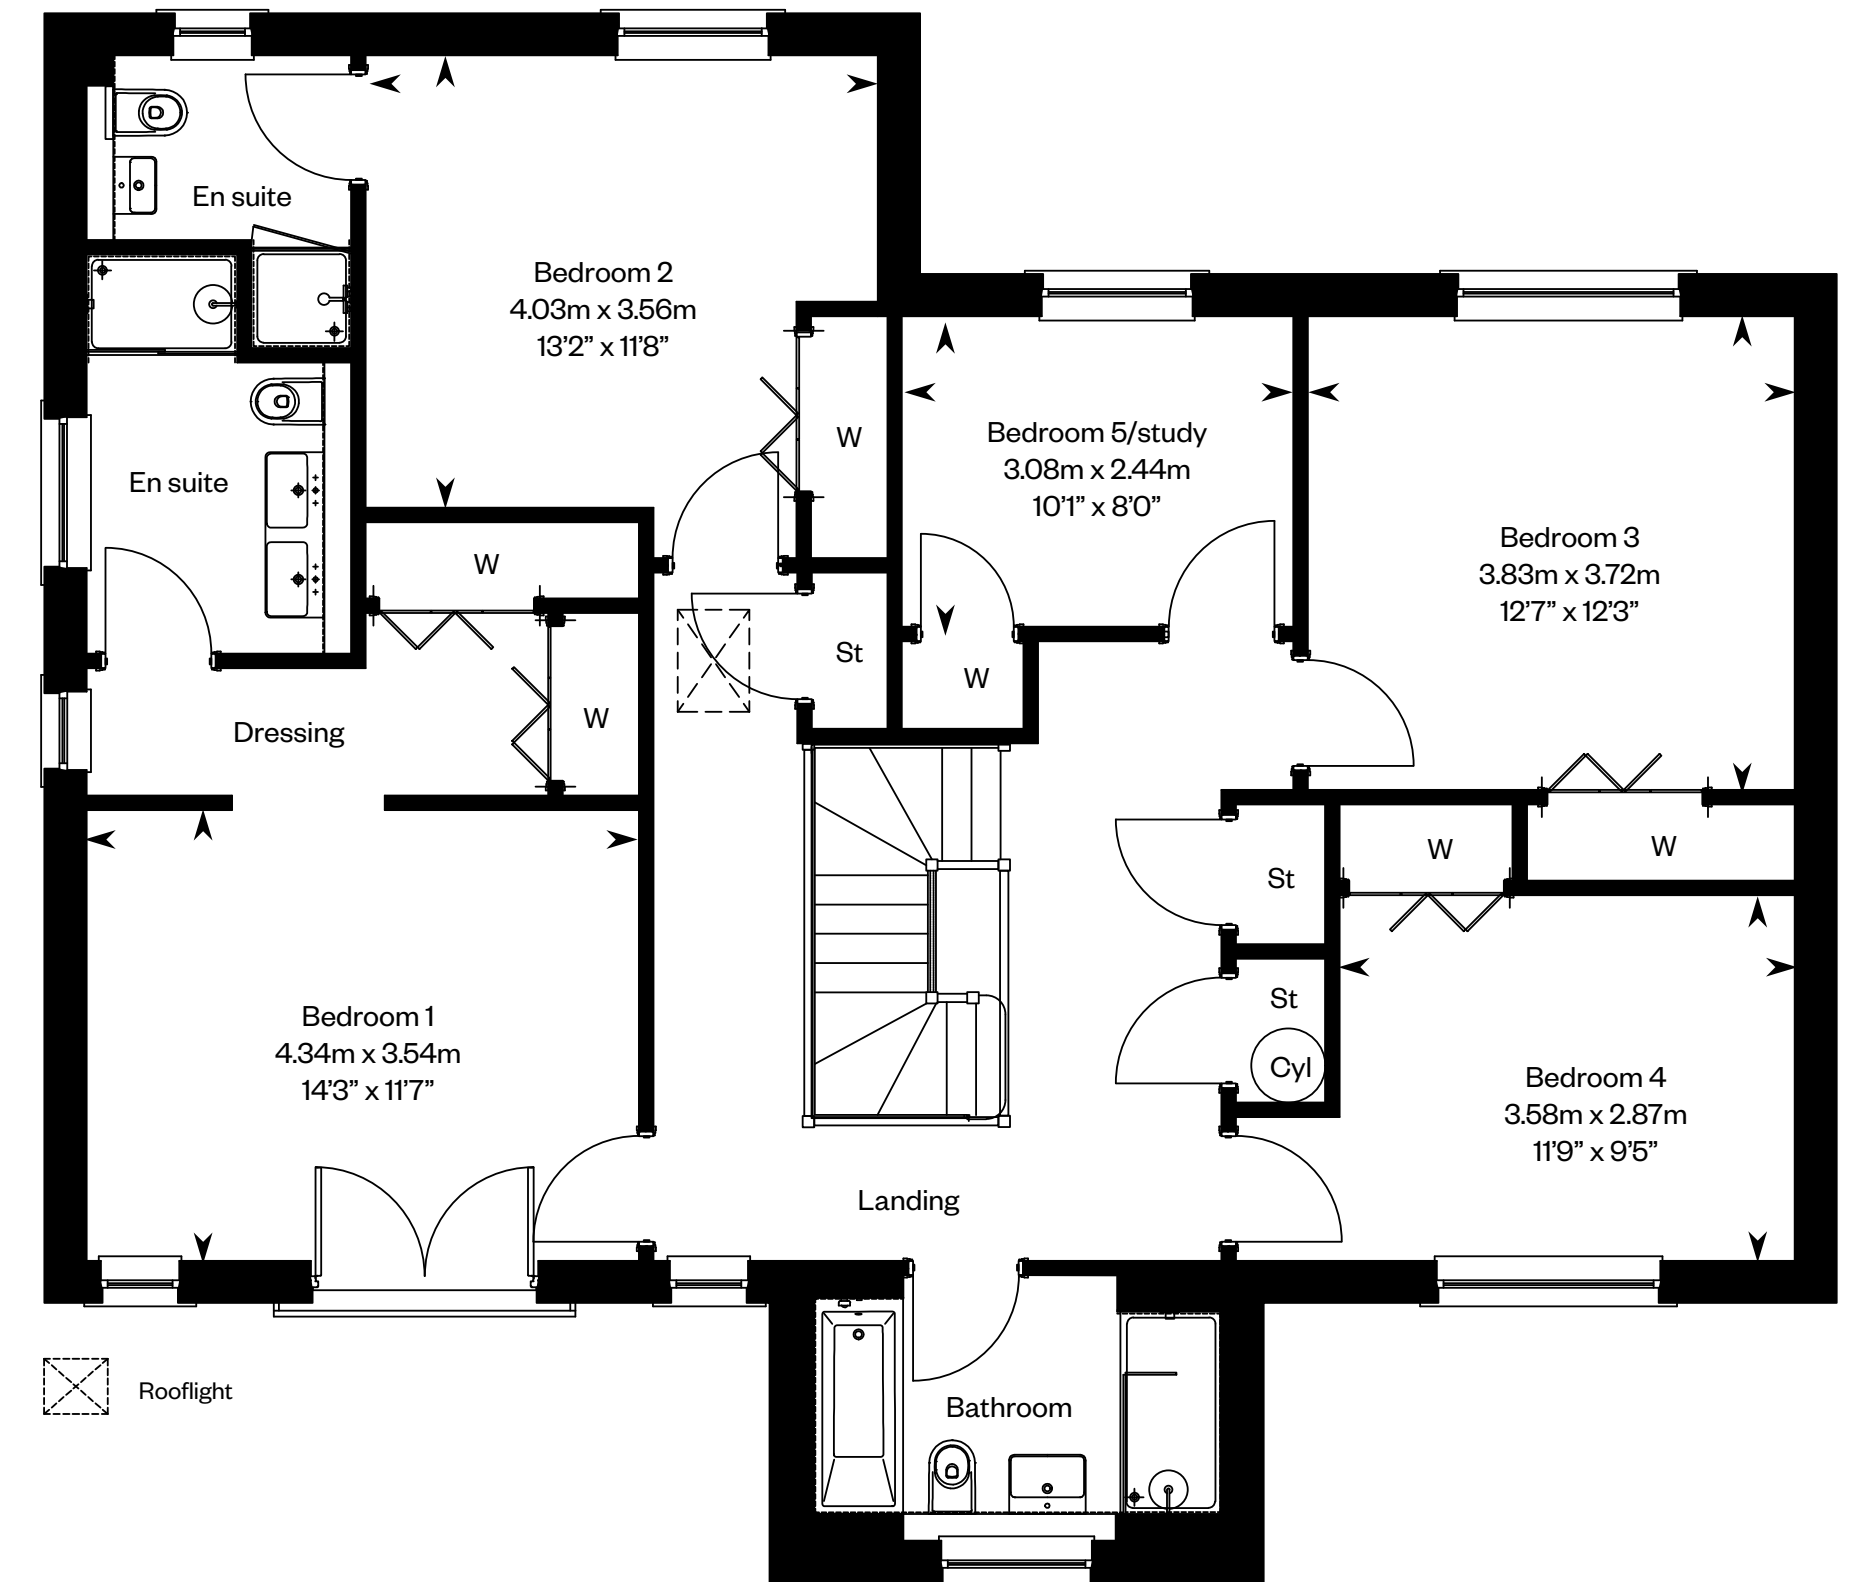 En suite
Bedroom 2
4.03m x 3.56m
13’2” x 11’8”
W
Bedroom 5/study
3.08m x 2.44m
10’1” x 8’0”
En suite
Bedroom 3
3.83m x 3.72m
12’7” x 12’3”
W
St
W
W
Dressing
W
W
St
St
Cyl
Bedroom 1
4.34m x 3.54m
14’3” x 11’7”
Bedroom 4
3.58m x 2.87m
11’9” x 9’5”
Landing
Rooflight
Bathroom